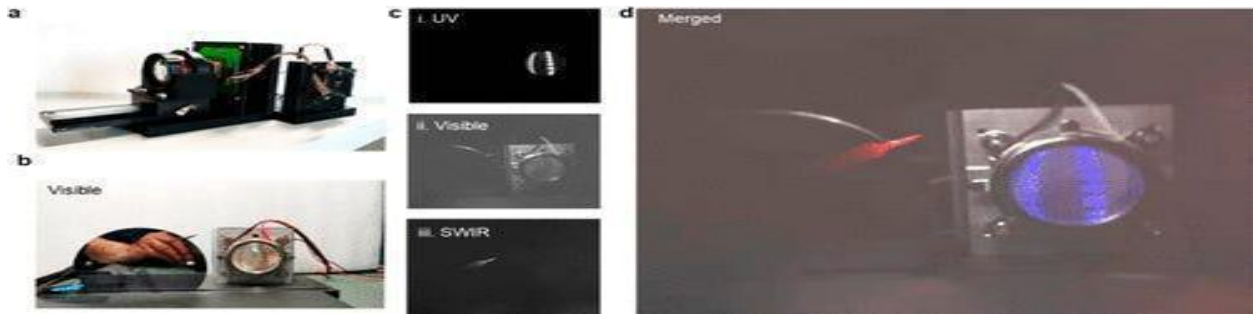 a
b
Visible
c
i. UV
ii. Visible
iii. SWIR
d
Merged